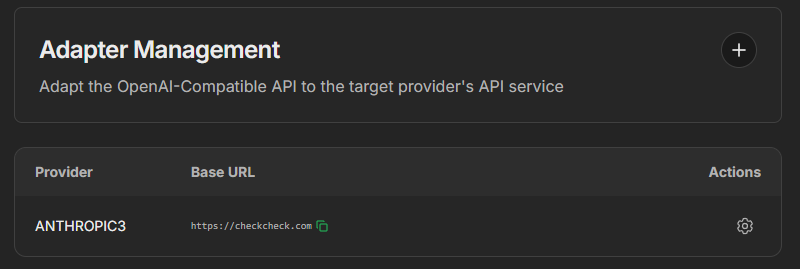 Adapter Management
Adapt the OpenAI-Compatible API to the target provider's API service
Provider Base URL Actions
ANTHROPIC3 https://checkcheck.com